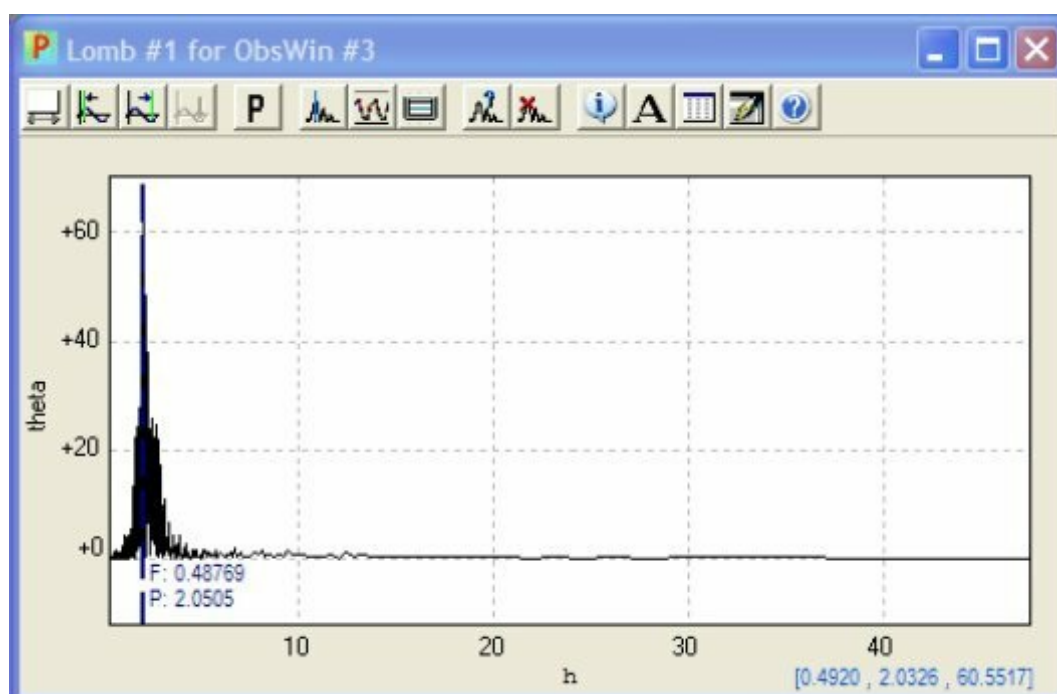 P Lomb #1 for ObsWin #3
P A
+60
+40
+20
+0
theta
F: 0.48769
P: 2.0505
10 20 30 40
h
[0.4920 , 2.0326 , 60.5517]